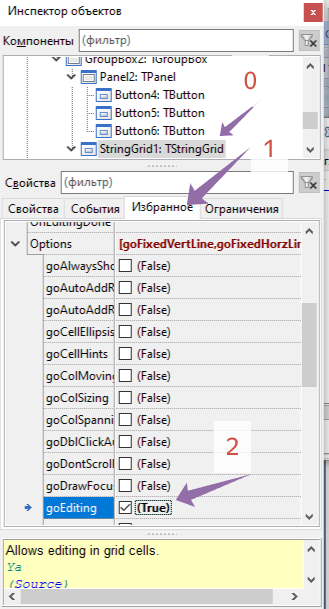 Инспектор объектов
Компоненты (фильтр)
GroupBox2: TGroupBox
Panel2: TPanel
0
Button4: TButton
Button5: TButton
Button6: TButton
StringGrid1: TStringGrid
1
Свойства (фильтр)
Свойства События Избранное Ограничения
OnEditingDone
Options [goFixedVertLine,goFixedHorzLin
goAlwaysSho (False)
goAutoAddR (False)
goAutoAddR (False)
goCellEllipsis (False)
goCellHints (False)
goColMoving (False)
goColSizing (False)
goColSpanni (False)
goDblClickAu (False)
2
goDontScroll (False)
goDrawFocu (False)
goEditing (True)
Allows editing in grid cells.
Ya
(Source)